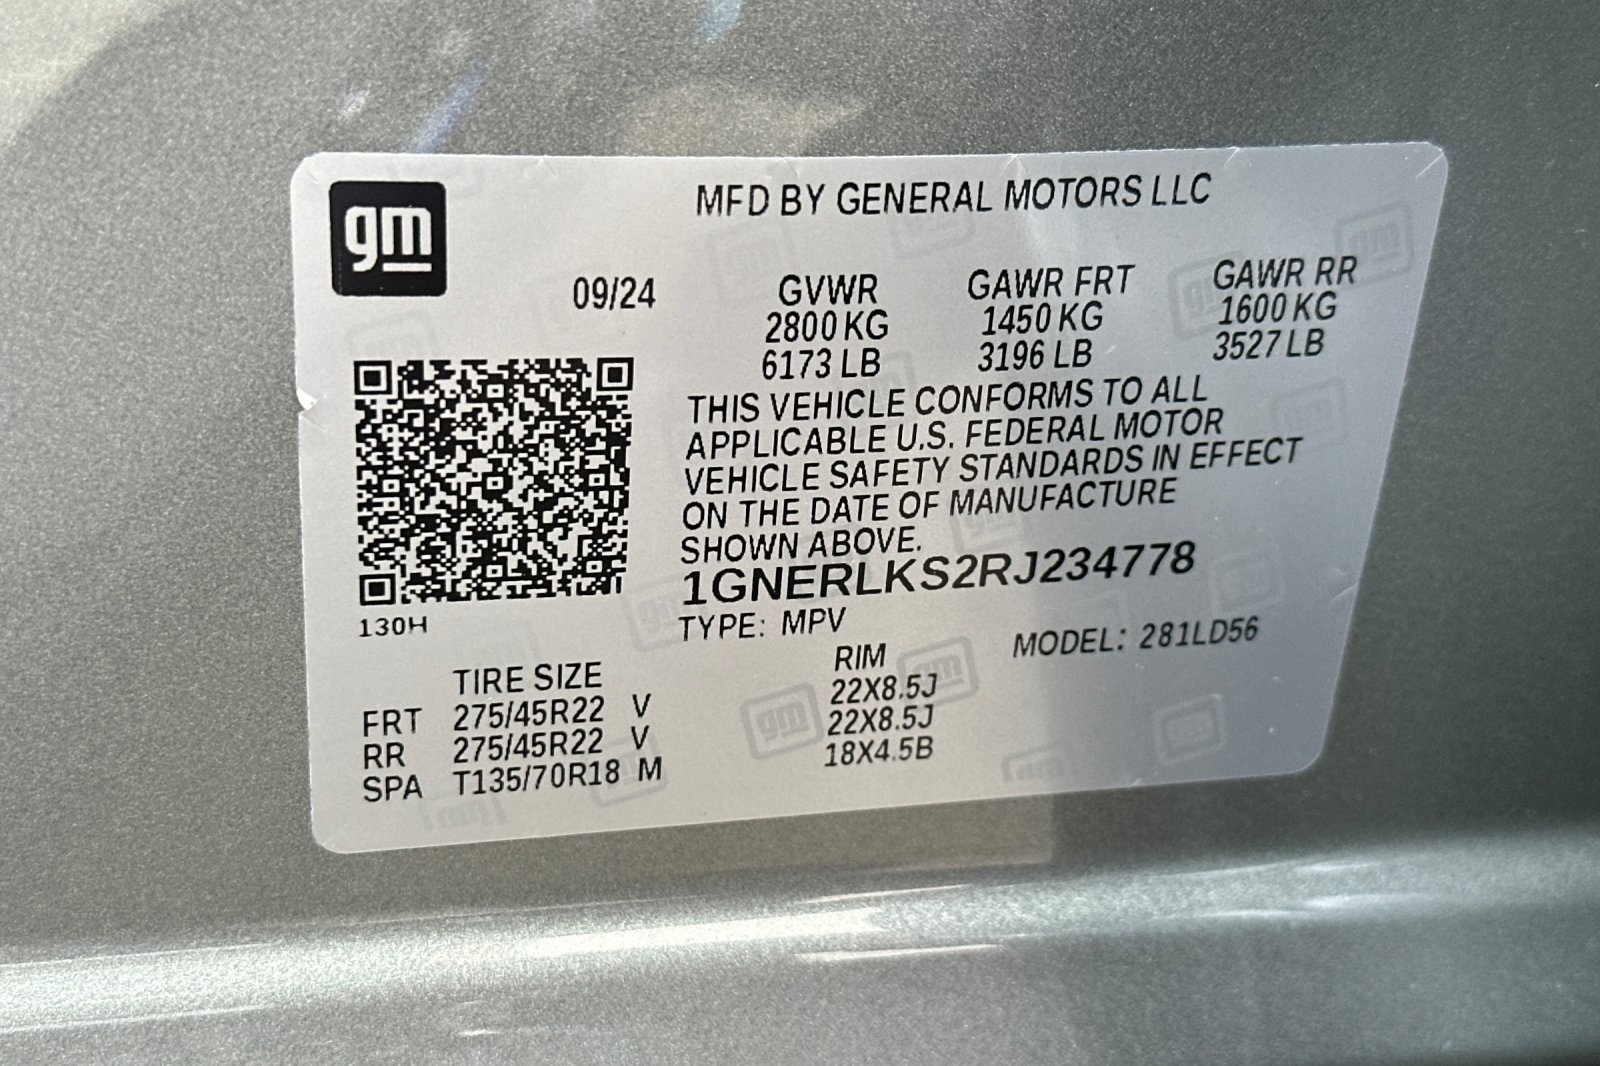 gm
MFD BY GENERAL MOTORS LLC
09/24 GVWR GAWR FRT GAWR RR
2800 KG 1450 KG 1600 KG
6173 LB 3196 LB 3527 LB
THIS VEHICLE CONFORMS TO ALL
APPLICABLE U.S. FEDERAL MOTOR
VEHICLE SAFETY STANDARDS IN EFFECT
ON THE DATE OF MANUFACTURE
SHOWN ABOVE.
1GNERLKS2RJ234778
130H
TYPE: MPV MODEL: 281LD56
TIRE SIZE RIM
FRT 275/45R22 V 22X8.5J
RR 275/45R22 V 22X8.5J
SPA T135/70R18 M 18X4.5B